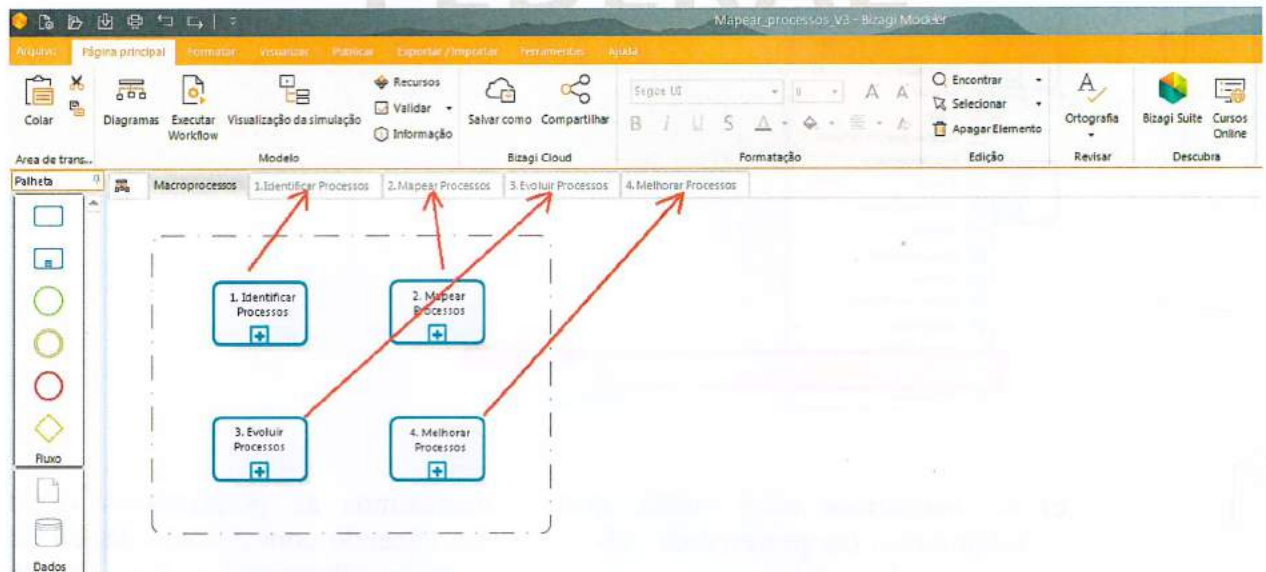 Mapear_processos_V3 - Bizagi Modeler
Arquivo Página principal Formatar Visualizar Publicar Exportar / Importar Ferramentas Ajuda
Colar
Diagramas
Executar Workflow
Visualização da simulação
Recursos
Validar
Informação
Salvar como
Compartilhar
Segoe UI
B I U S
Encontrar
Selecionar
Apagar Elemento
Ortografia
Bizagi Suite
Cursos Online
Area de trans...
Modelo
Bizagi Cloud
Formatação
Edição
Revisar
Descubra
Palheta
Macroprocessos
1.Identificar Processos
2.Mapear Processos
3.Evoluir Processos
4.Melhorar Processos
1. Identificar
Processos
2. Mapear
Processos
3. Evoluir
Processos
4. Melhorar
Processos
Fluxo
Dados